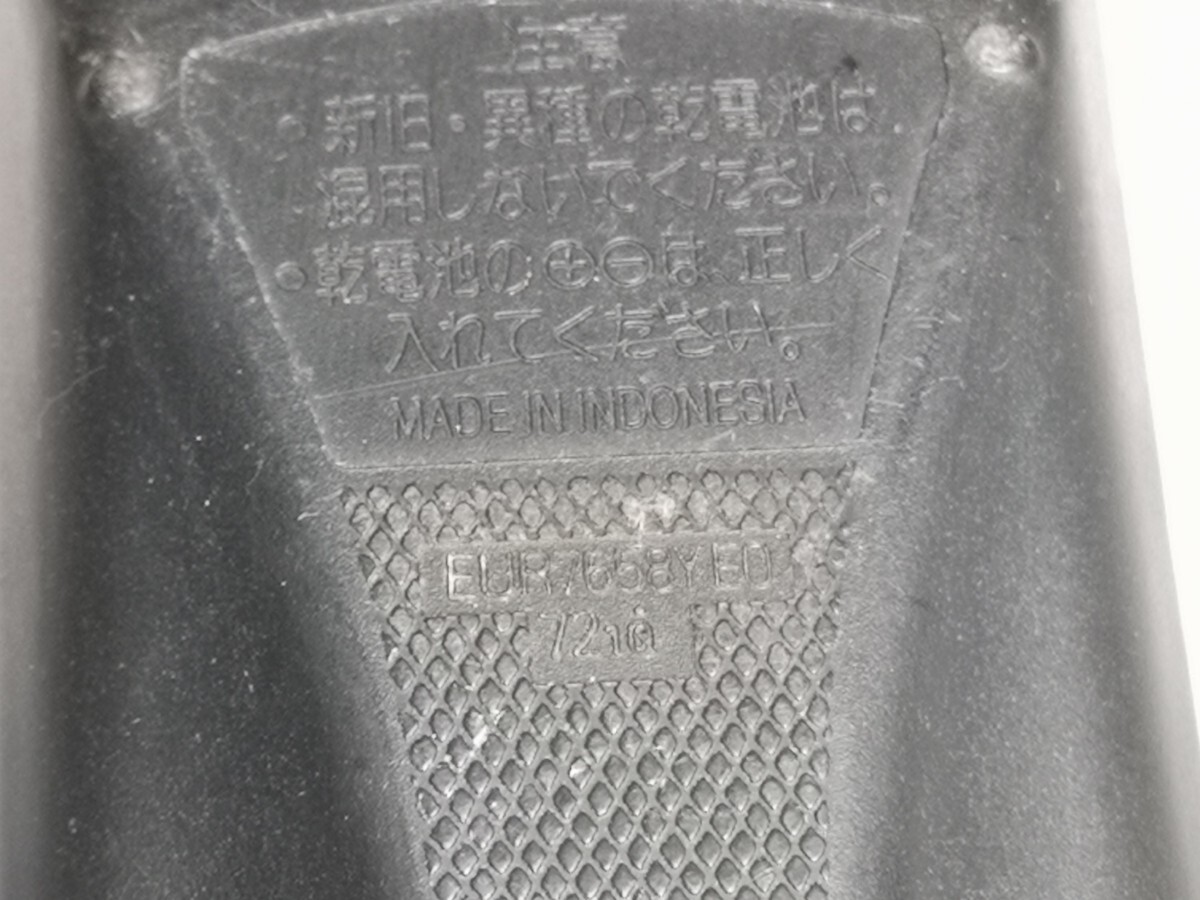 注意
・新旧・異種の乾電池は、
混用しないでください。
・乾電池の⊕⊖は、正しく
入れてください。
MADE IN INDONESIA
EUR7658YE0
7210